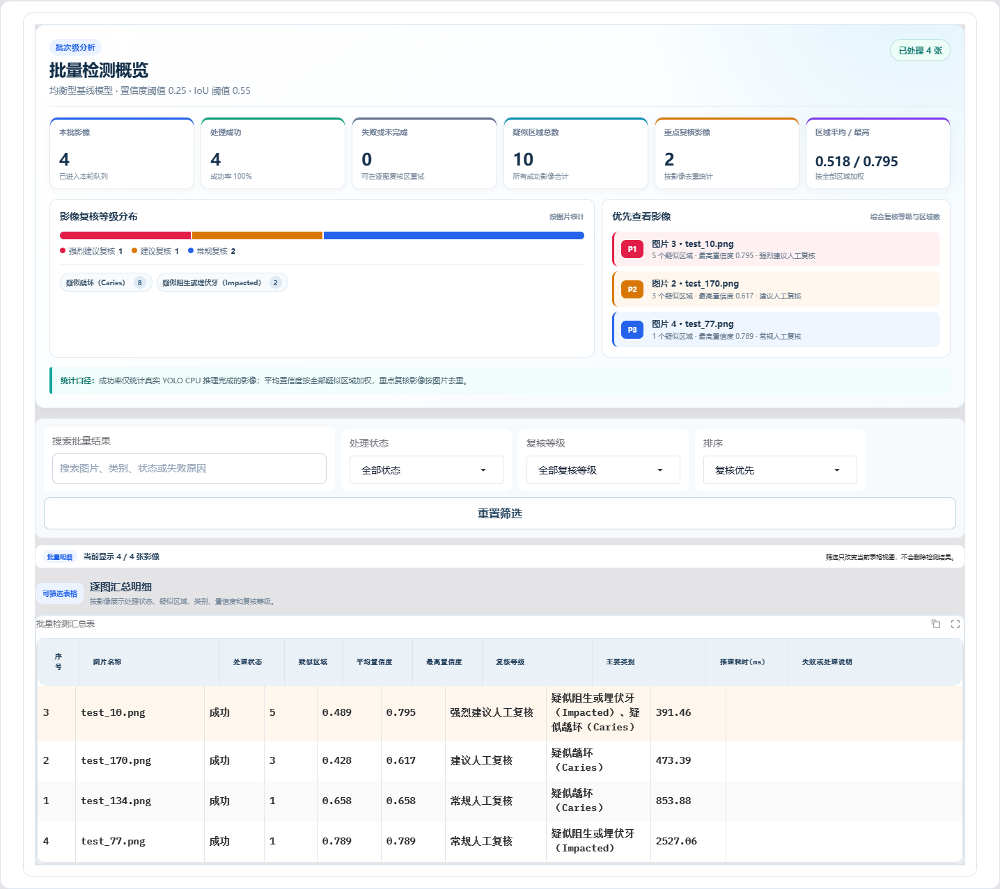 批次级分析
已处理 4 张
批量检测概览
均衡型基线模型 · 置信度阈值 0.25 · IoU 阈值 0.55
本批影像
4
已进入本轮队列
处理成功
4
成功率 100%
失败或未完成
0
可在逐图复核区重试
疑似区域总数
10
所有成功影像合计
重点复核影像
2
按影像去重统计
区域平均 / 最高
0.518 / 0.795
按全部区域加权
影像复核等级分布
按图片统计
强烈建议复核 1 建议复核 1 常规复核 2
疑似龋坏（Caries） 8 疑似阻生或埋伏牙（Impacted） 2
优先查看影像
综合复核等级与区域数
P1
图片 3 • test_10.png
5 个疑似区域 · 最高置信度 0.795 · 强烈建议人工复核
P2
图片 2 • test_170.png
3 个疑似区域 · 最高置信度 0.617 · 建议人工复核
P3
图片 4 • test_77.png
1 个疑似区域 · 最高置信度 0.789 · 常规人工复核
统计口径：成功率仅统计真实 YOLO CPU 推理完成的影像；平均置信度按全部疑似区域加权，重点复核影像按图片去重。
搜索批量结果
搜索图片、类别、状态或失败原因
处理状态
全部状态
复核等级
全部复核等级
排序
复核优先
重置筛选
批量明细 当前显示 4 / 4 张影像
筛选只改变当前表格视图，不会删除检测结果。
可筛选表格
逐图汇总明细
按影像展示处理状态、疑似区域、类别、置信度和复核等级。
批量检测汇总表
序号 图片名称 处理状态 疑似区域 平均置信度 最高置信度 复核等级 主要类别 推理耗时(ms) 失败或处理说明
3 test_10.png 成功 5 0.489 0.795 强烈建议人工复核 疑似阻生或埋伏牙（Impacted）、疑似龋坏（Caries） 391.46
2 test_170.png 成功 3 0.428 0.617 建议人工复核 疑似龋坏（Caries） 473.39
1 test_134.png 成功 1 0.658 0.658 常规人工复核 疑似龋坏（Caries） 853.88
4 test_77.png 成功 1 0.789 0.789 常规人工复核 疑似阻生或埋伏牙（Impacted） 2527.06